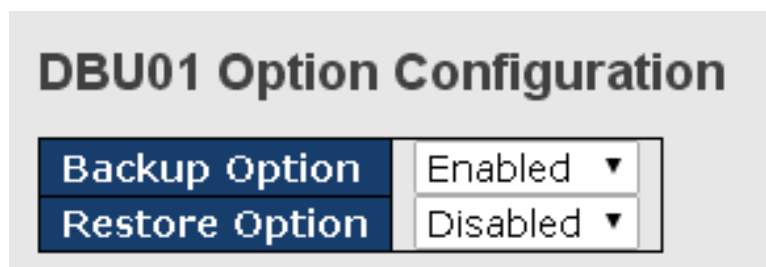 DBU01 Option Configuration
Backup Option Enabled
Restore Option Disabled